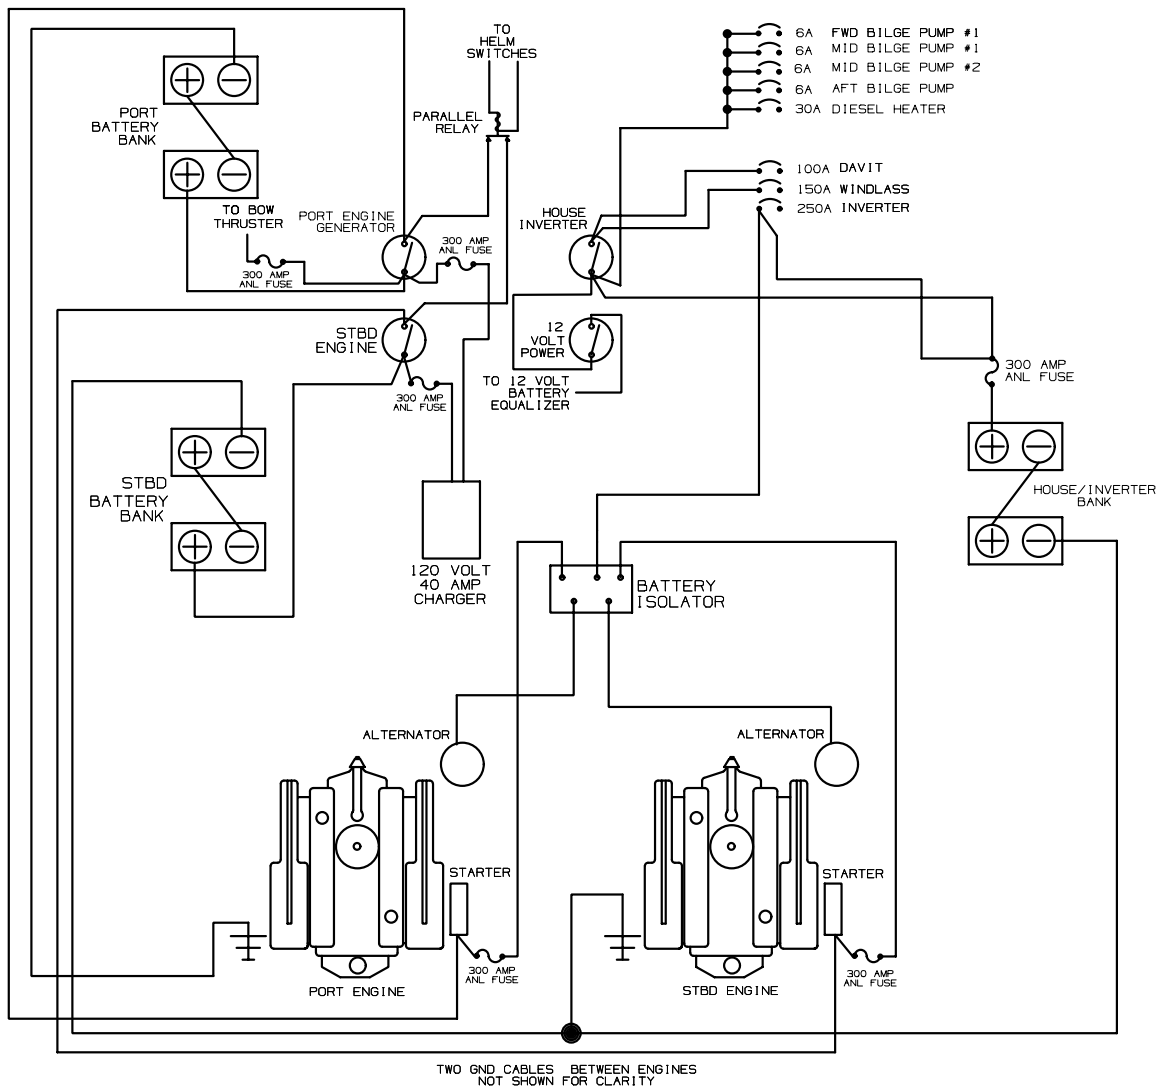 TO
HELM
SWITCHES
6A FWD BILGE PUMP #1
6A MID BILGE PUMP #1
6A MID BILGE PUMP #2
6A AFT BILGE PUMP
30A DIESEL HEATER
PORT
BATTERY
BANK
PARALLEL
RELAY
100A DAVIT
150A WINDLASS
250A INVERTER
TO BOW
THRUSTER
PORT ENGINE
GENERATOR
HOUSE
INVERTER
300 AMP
ANL FUSE
300 AMP
ANL FUSE
STBD
ENGINE
12
VOLT
POWER
300 AMP
ANL FUSE
TO 12 VOLT
BATTERY
EQUALIZER
300 AMP
ANL FUSE
STBD
BATTERY
BANK
HOUSE/INVERTER
BANK
120 VOLT
40 AMP
CHARGER
BATTERY
ISOLATOR
ALTERNATOR
ALTERNATOR
STARTER
STARTER
300 AMP
ANL FUSE
300 AMP
ANL FUSE
PORT ENGINE
STBD ENGINE
TWO GND CABLES BETWEEN ENGINES
NOT SHOWN FOR CLARITY